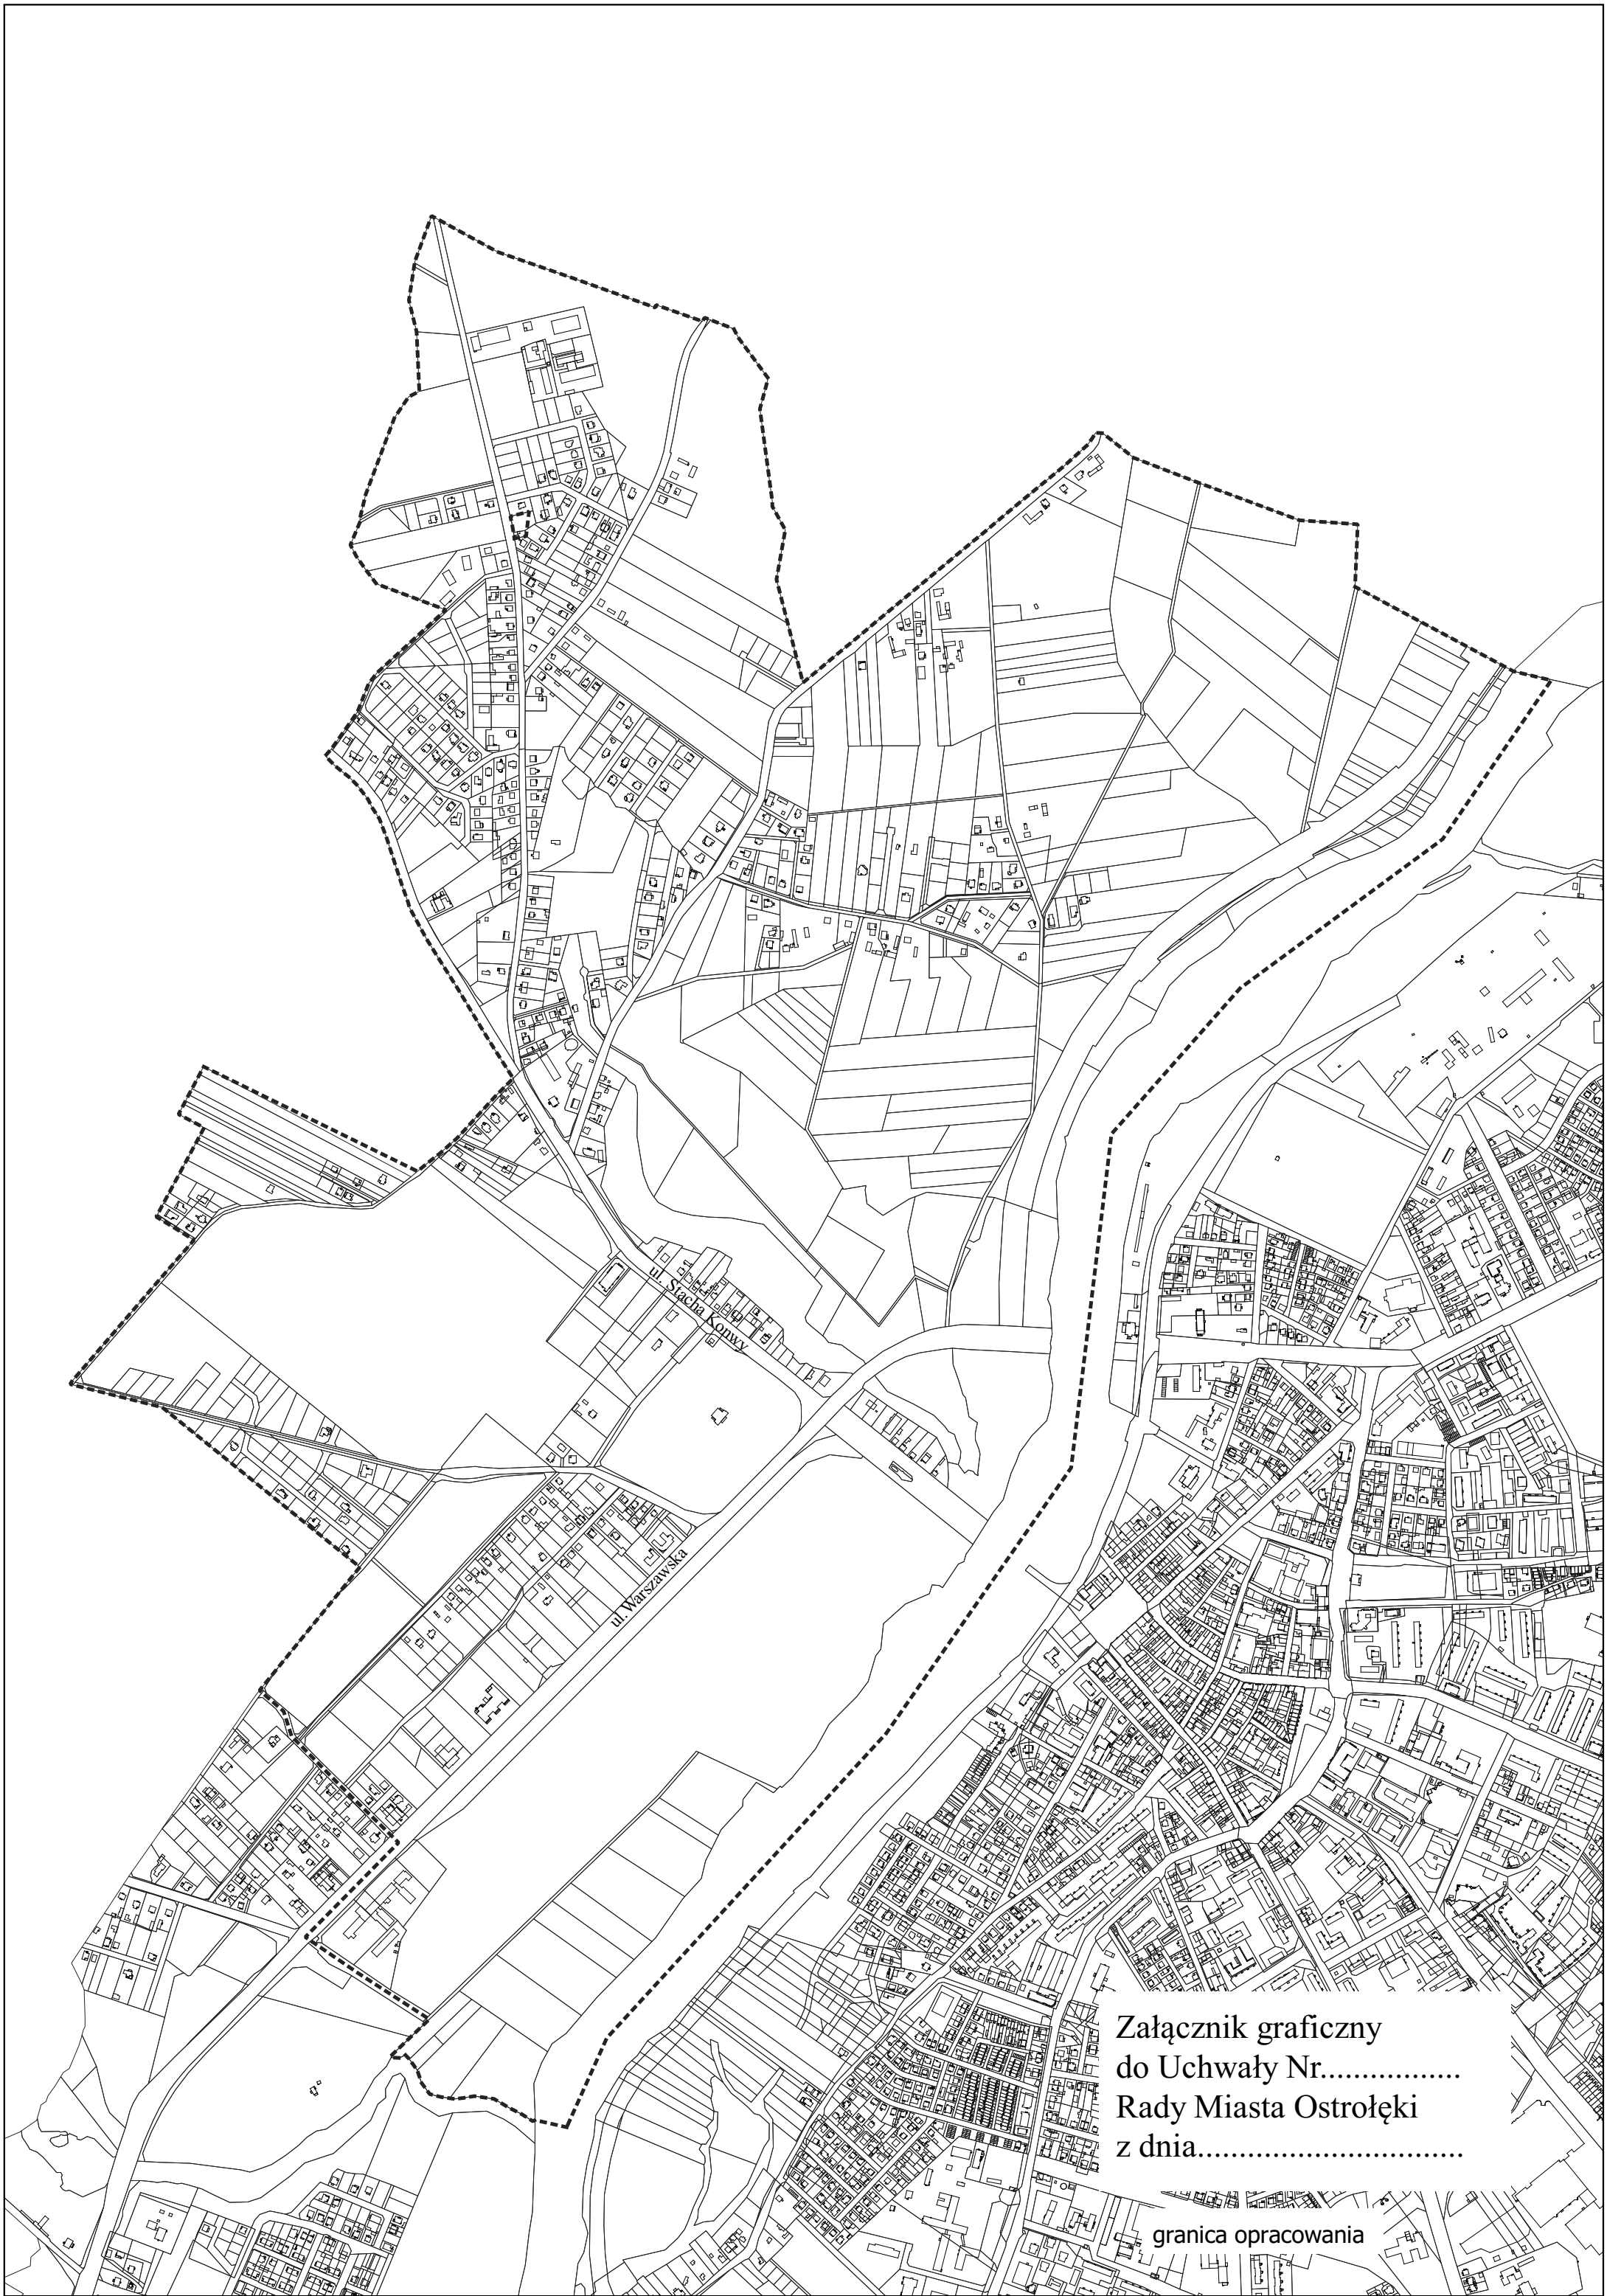 ul. Stacha Konwy
ul. Warszawska
Załącznik graficzny
do Uchwały Nr.................
Rady Miasta Ostrołęki
z dnia................................
granica opracowania